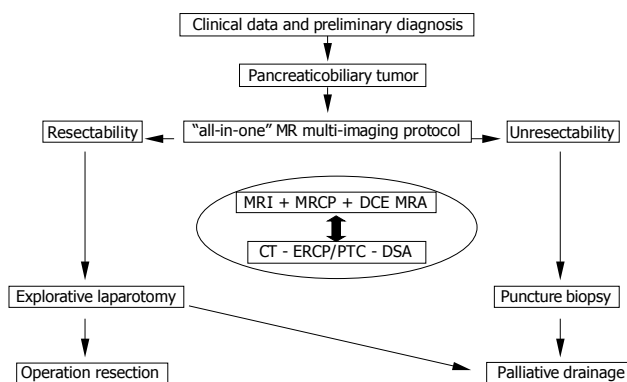 Clinical data and preliminary diagnosis
Pancreaticobiliary tumor
Resectability
“all-in-one” MR multi-imaging protocol
Unresectability
MRI + MRCP + DCE MRA
CT - ERCP/PTC - DSA
Explorative laparotomy
Puncture biopsy
Operation resection
Palliative drainage